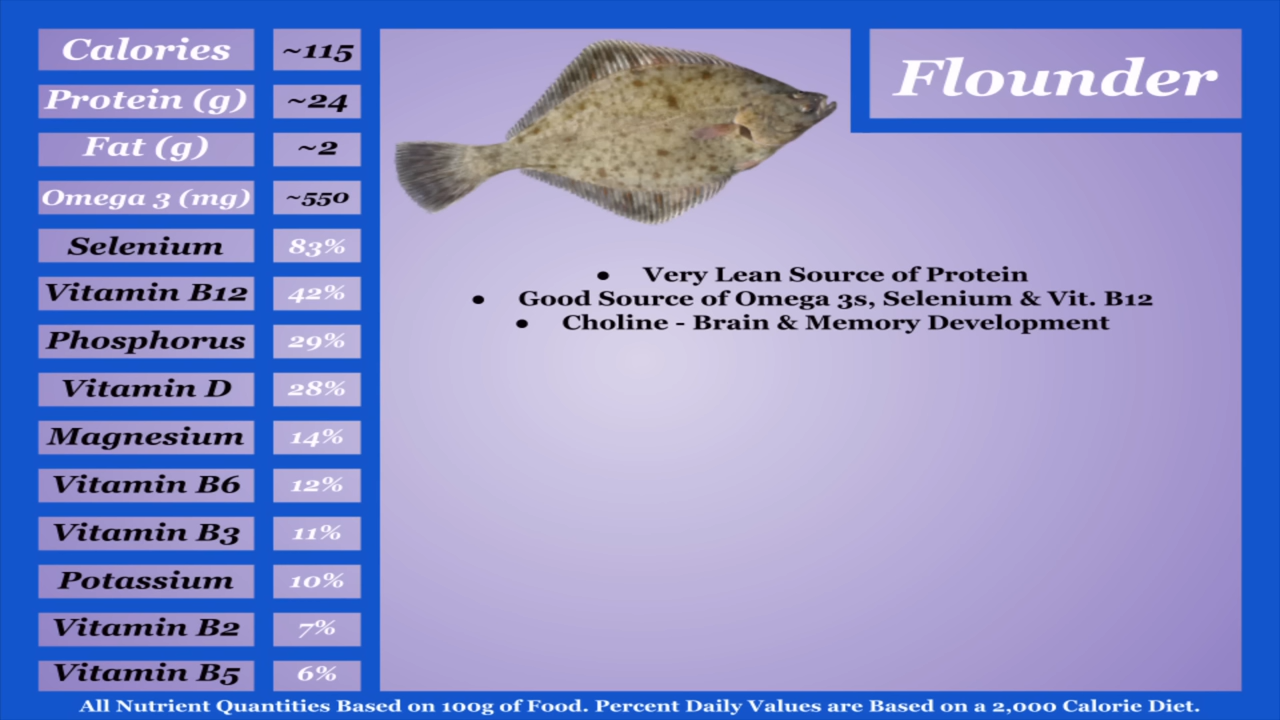 Calories ~115
Protein (g) ~24
Fat (g) ~2
Omega 3 (mg) ~550
Selenium 83%
Vitamin B12 42%
Phosphorus 29%
Vitamin D 28%
Magnesium 14%
Vitamin B6 12%
Vitamin B3 11%
Potassium 10%
Vitamin B2 7%
Vitamin B5 6%
Flounder
● Very Lean Source of Protein
● Good Source of Omega 3s, Selenium & Vit. B12
● Choline - Brain & Memory Development
All Nutrient Quantities Based on 100g of Food. Percent Daily Values are Based on a 2,000 Calorie Diet.